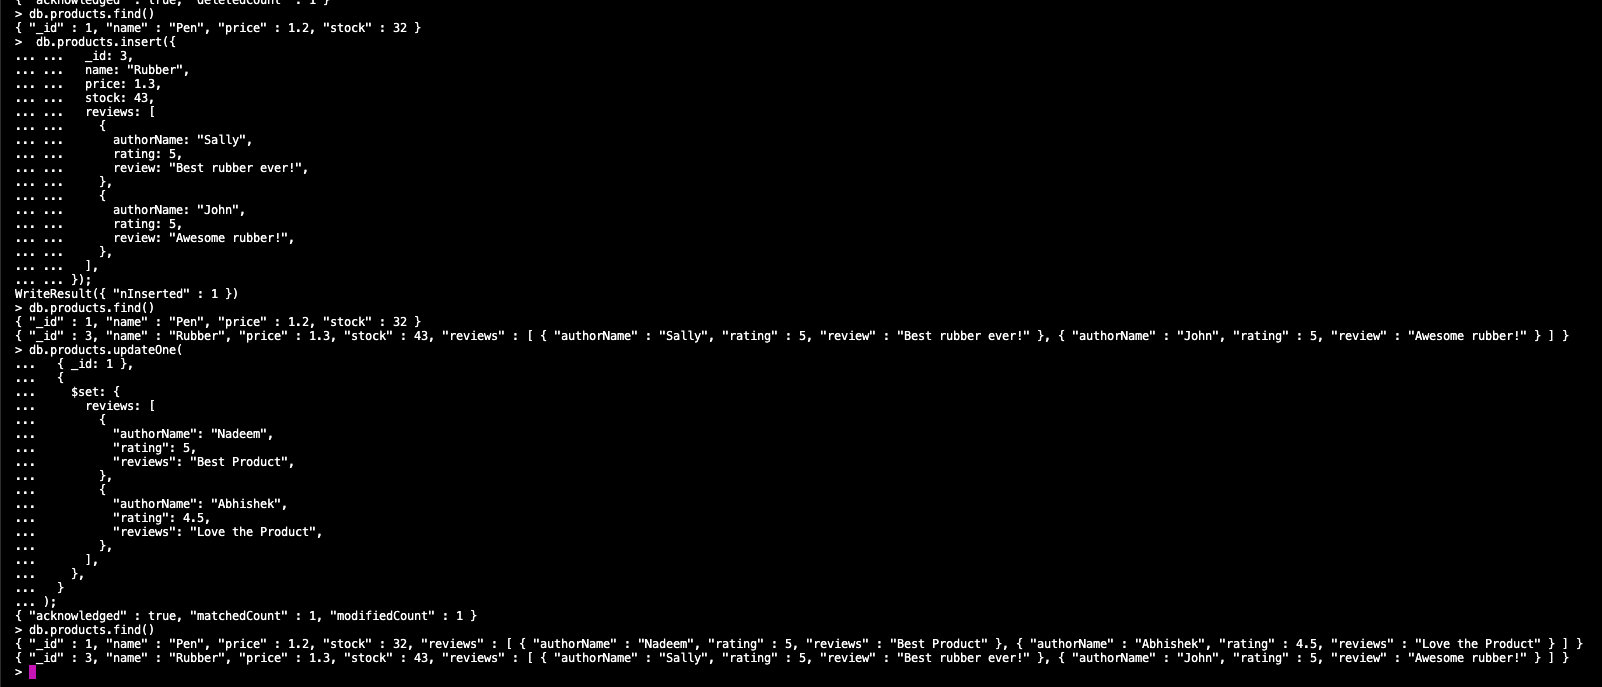 { "acknowledged" : true, "deletedCount" : 1 }
> db.products.find()
{ "_id" : 1, "name" : "Pen", "price" : 1.2, "stock" : 32 }
>  db.products.insert({
... ...   _id: 3,
... ...   name: "Rubber",
... ...   price: 1.3,
... ...   stock: 43,
... ...   reviews: [
... ...     {
... ...       authorName: "Sally",
... ...       rating: 5,
... ...       review: "Best rubber ever!",
... ...     },
... ...     {
... ...       authorName: "John",
... ...       rating: 5,
... ...       review: "Awesome rubber!",
... ...     },
... ...   ],
... ... });
WriteResult({ "nInserted" : 1 })
> db.products.find()
{ "_id" : 1, "name" : "Pen", "price" : 1.2, "stock" : 32 }
{ "_id" : 3, "name" : "Rubber", "price" : 1.3, "stock" : 43, "reviews" : [ { "authorName" : "Sally", "rating" : 5, "review" : "Best rubber ever!" }, { "authorName" : "John", "rating" : 5, "review" : "Awesome rubber!" } ] }
> db.products.updateOne(
...   { _id: 1 },
...   {
...     $set: {
...       reviews: [
...         {
...           "authorName": "Nadeem",
...           "rating": 5,
...           "reviews": "Best Product",
...         },
...         {
...           "authorName": "Abhishek",
...           "rating": 4.5,
...           "reviews": "Love the Product",
...         },
...       ],
...     },
...   }
... );
{ "acknowledged" : true, "matchedCount" : 1, "modifiedCount" : 1 }
> db.products.find()
{ "_id" : 1, "name" : "Pen", "price" : 1.2, "stock" : 32, "reviews" : [ { "authorName" : "Nadeem", "rating" : 5, "reviews" : "Best Product" }, { "authorName" : "Abhishek", "rating" : 4.5, "reviews" : "Love the Product" } ] }
{ "_id" : 3, "name" : "Rubber", "price" : 1.3, "stock" : 43, "reviews" : [ { "authorName" : "Sally", "rating" : 5, "review" : "Best rubber ever!" }, { "authorName" : "John", "rating" : 5, "review" : "Awesome rubber!" } ] }
>